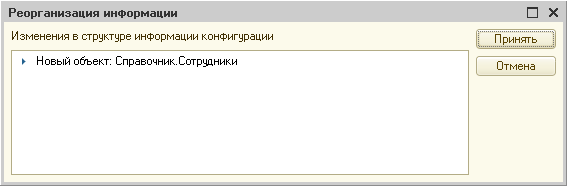 Реорганизация информации
Изменения в структуре информации конфигурации
Принять
Новый объект: Справочник.Сотрудники
Отмена